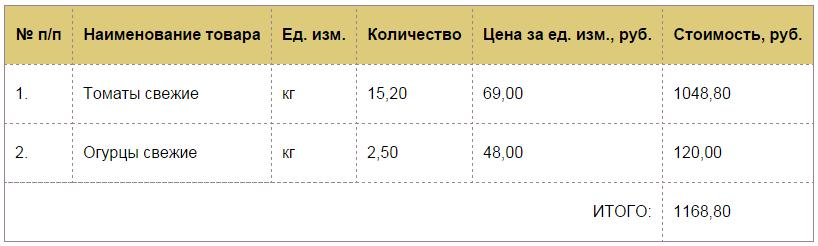 № п/п Наименование товара Ед. изм. Количество Цена за ед. изм., руб. Стоимость, руб.
1. Томаты свежие кг 15,20 69,00 1048,80
2. Огурцы свежие кг 2,50 48,00 120,00
ИТОГО: 1168,80